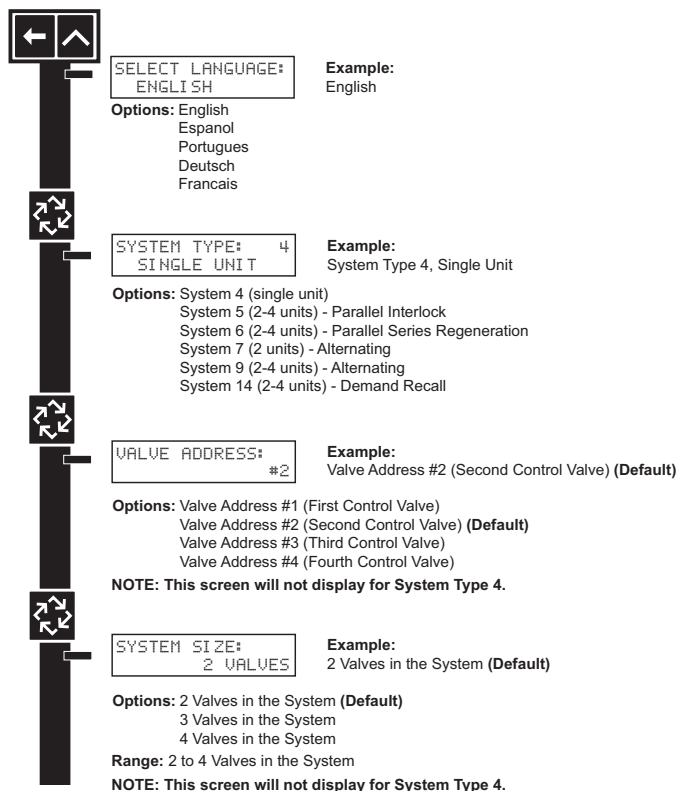 SELECT LANGUAGE:
ENGLISH
Example:
English
Options: English
Espanol
Portugues
Deutsch
Francais
SYSTEM TYPE: 4
SINGLE UNIT
Example:
System Type 4, Single Unit
Options: System 4 (single unit)
System 5 (2-4 units) - Parallel Interlock
System 6 (2-4 units) - Parallel Series Regeneration
System 7 (2 units) - Alternating
System 9 (2-4 units) - Alternating
System 14 (2-4 units) - Demand Recall
VALVE ADDRESS:
#2
Example:
Valve Address #2 (Second Control Valve) (Default)
Options: Valve Address #1 (First Control Valve)
Valve Address #2 (Second Control Valve) (Default)
Valve Address #3 (Third Control Valve)
Valve Address #4 (Fourth Control Valve)
NOTE: This screen will not display for System Type 4.
SYSTEM SIZE:
2 VALVES
Example:
2 Valves in the System (Default)
Options: 2 Valves in the System (Default)
3 Valves in the System
4 Valves in the System
Range: 2 to 4 Valves in the System
NOTE: This screen will not display for System Type 4.